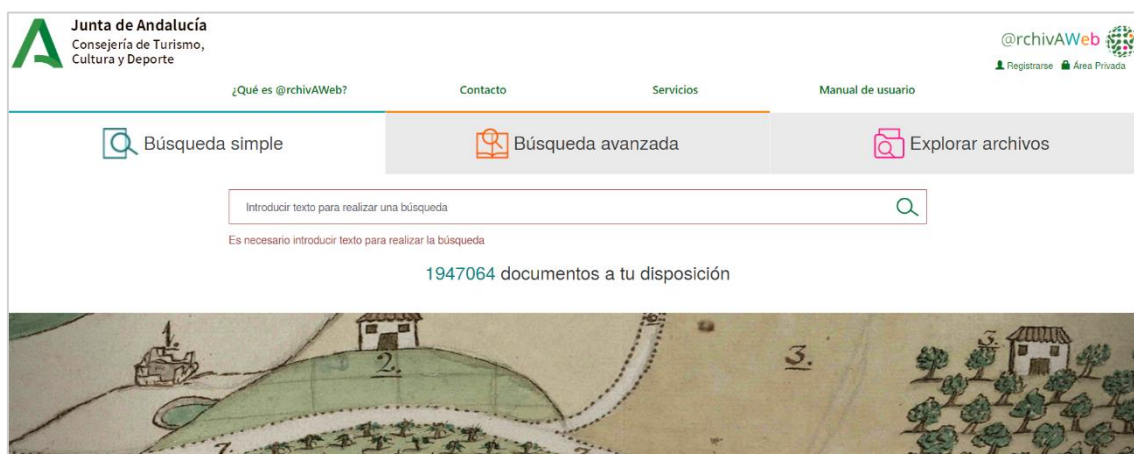 Junta de Andalucía
Consejería de Turismo,
Cultura y Deporte
@rchivAWeb
Registrarse Área Privada
¿Qué es @rchivAWeb? Contacto Servicios Manual de usuario
Búsqueda simple Búsqueda avanzada Explorar archivos
Introducir texto para realizar una búsqueda
Es necesario introducir texto para realizar la búsqueda
1947064 documentos a tu disposición
1.
2.
3.
3.
7.